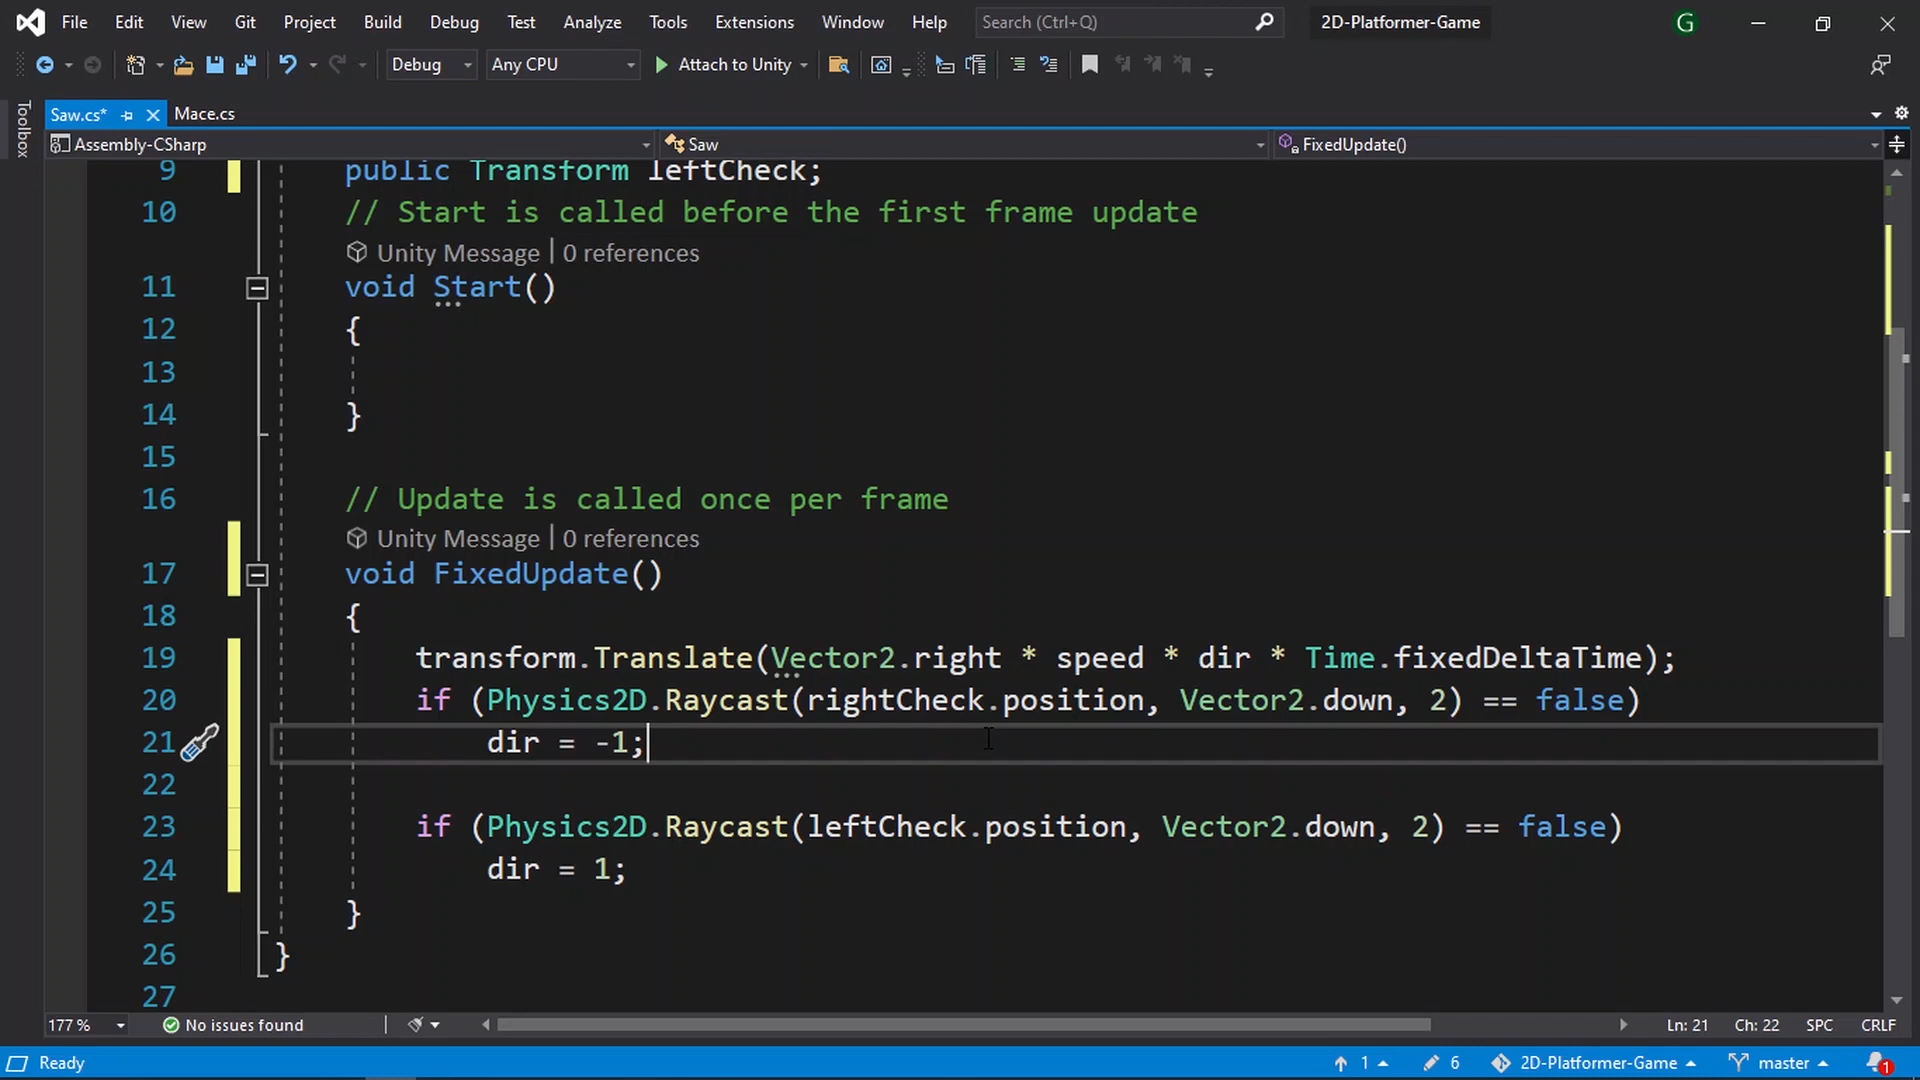 File Edit View Git Project Build Debug Test Analyze Tools Extensions Window Help Search (Ctrl+Q) 2D-Platformer-Game G
Debug Any CPU Attach to Unity
Toolbox
Saw.cs* Mace.cs
Assembly-CSharp Saw FixedUpdate()
9 public Transform leftCheck;
10 // Start is called before the first frame update
Unity Message | 0 references
11 void Start()
12 {
13
14 }
15
16 // Update is called once per frame
Unity Message | 0 references
17 void FixedUpdate()
18 {
19 transform.Translate(Vector2.right * speed * dir * Time.fixedDeltaTime);
20 if (Physics2D.Raycast(rightCheck.position, Vector2.down, 2) == false)
21 dir = -1;
22
23 if (Physics2D.Raycast(leftCheck.position, Vector2.down, 2) == false)
24 dir = 1;
25 }
26 }
27
177 % No issues found Ln: 21 Ch: 22 SPC CRLF
Ready 1 6 2D-Platformer-Game master 1